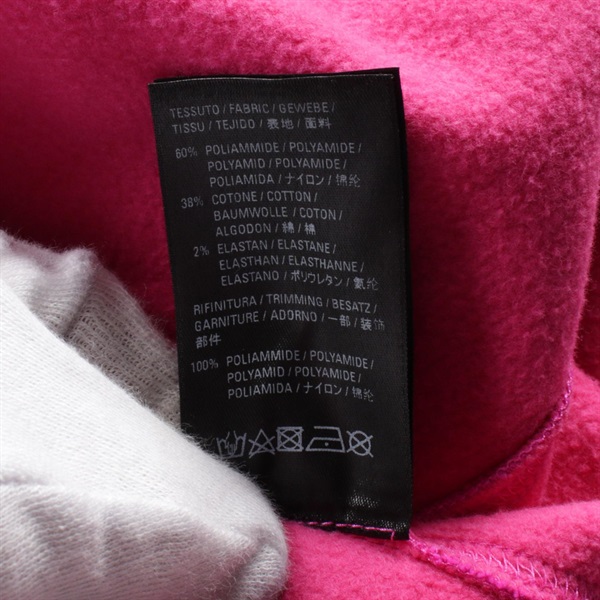 TESSUTO / FABRIC / GEWEBE /
TISSU / TEJIDO / 表地 / 面料
60% POLIAMMIDE / POLYAMIDE /
POLYAMID / POLYAMIDE /
POLIAMIDA / ナイロン / 锦纶
38% COTONE / COTTON /
BAUMWOLLE / COTON /
ALGODON / 綿 / 棉
2% ELASTAN / ELASTANE /
ELASTHAN / ELASTHANNE /
ELASTANO / ポリウレタン / 氨纶
RIFINITURA / TRIMMING / BESATZ /
GARNITURE / ADORNO / 一部 / 装饰
部件
100% POLIAMMIDE / POLYAMIDE /
POLYAMID / POLYAMIDE /
POLIAMIDA / ナイロン / 锦纶